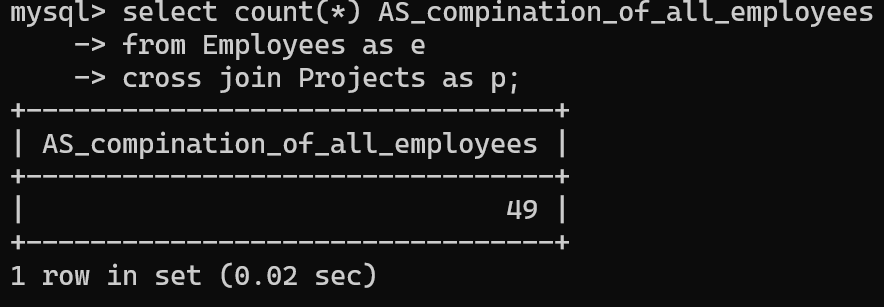 mysql> select count(*) AS_compination_of_all_employees
    -> from Employees as e
    -> cross join Projects as p;
+---------------------------------+
| AS_compination_of_all_employees |
+---------------------------------+
|                              49 |
+---------------------------------+
1 row in set (0.02 sec)